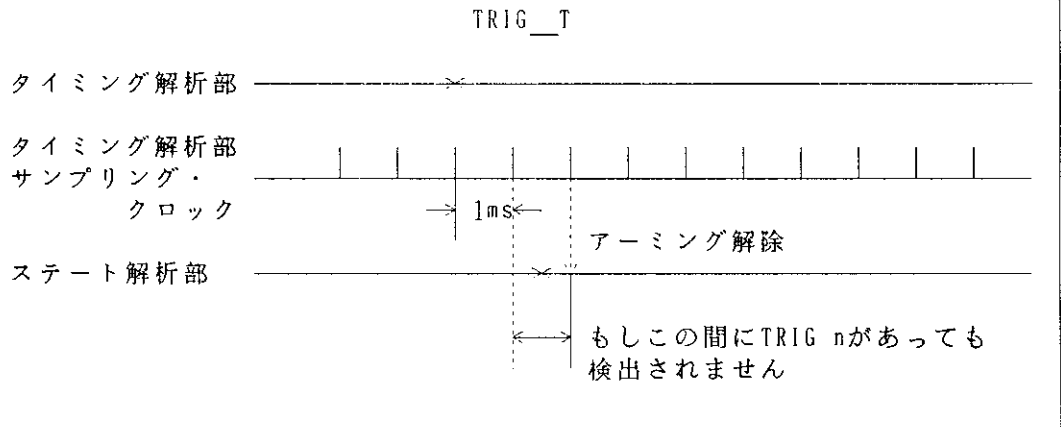 TRIG__T
タイミング解析部
タイミング解析部
サンプリング・
クロック
1ms
アーミング解除
ステート解析部
もしこの間にTRIG nがあっても
検出されません